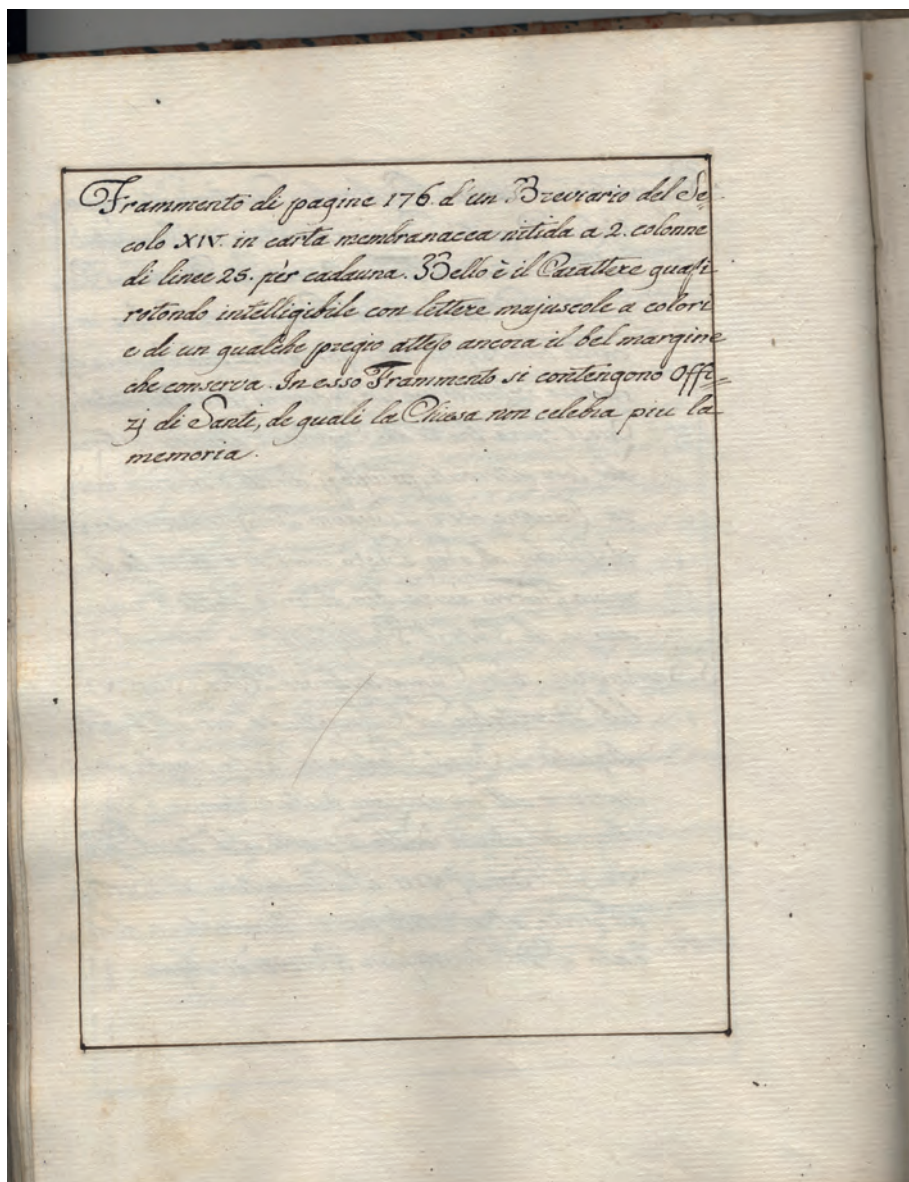 Frammento di pagine 176. d'un Breviario del Se-
colo XIV. in carta membranacea nitida a 2. colonne
di linee 25. per cadauna. Bello è il Carattere quasi
rotondo intelligibile con lettere majuscole a colori
e di un qualche pregio atteso ancora il bel margine
che conserva. In esso Frammento si contengono Offi=
zj di Santi, de quali la Chiesa non celebra piu la
memoria.